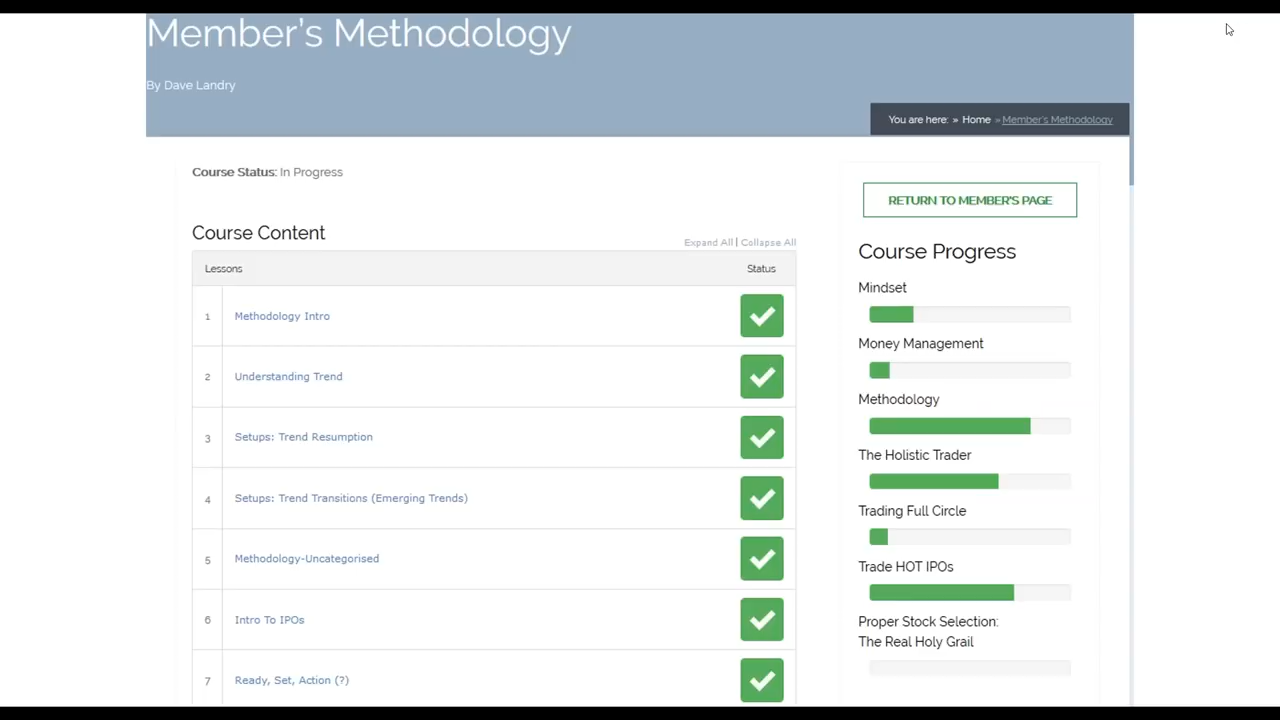 Member's Methodology
By Dave Landry
You are here: » Home » Member's Methodology
Course Status: In Progress
Course Content
Expand All | Collapse All
Lessons Status
1 Methodology Intro
2 Understanding Trend
3 Setups: Trend Resumption
4 Setups: Trend Transitions (Emerging Trends)
5 Methodology-Uncategorised
6 Intro To IPOs
7 Ready, Set, Action (?)
RETURN TO MEMBER'S PAGE
Course Progress
Mindset
Money Management
Methodology
The Holistic Trader
Trading Full Circle
Trade HOT IPOs
Proper Stock Selection:
The Real Holy Grail